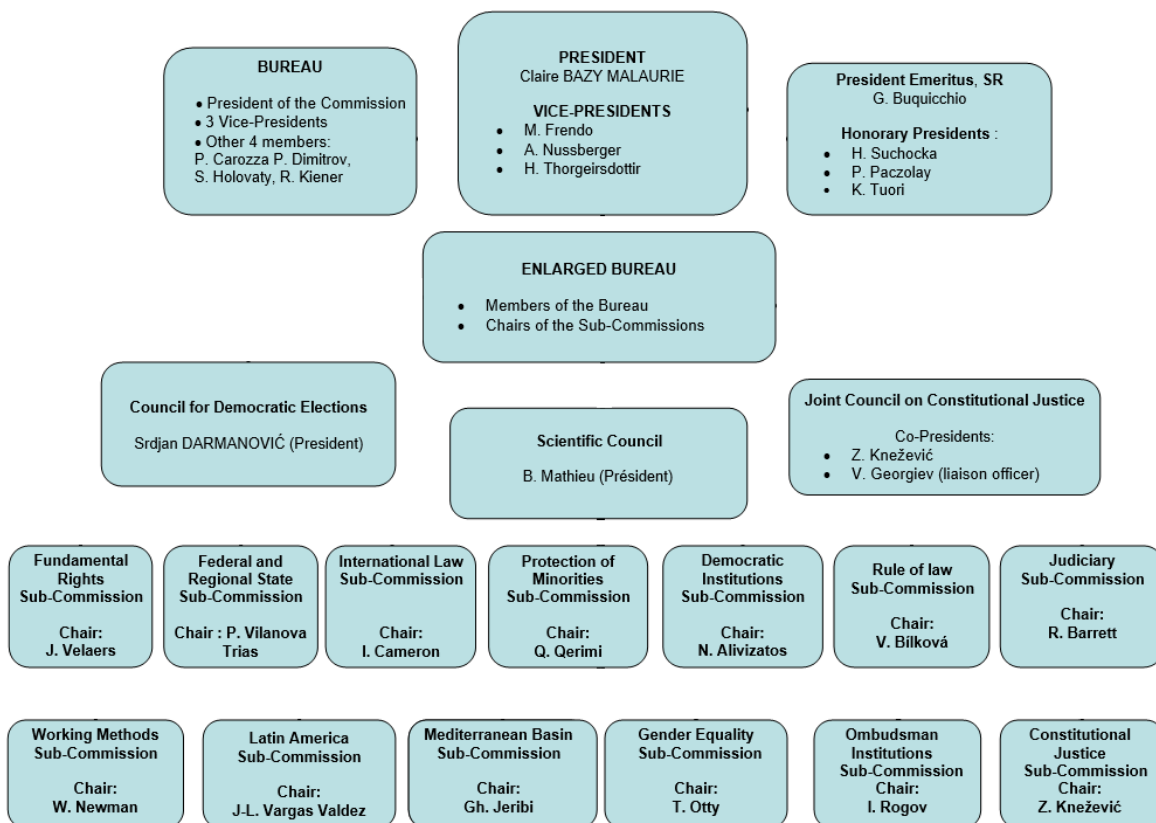 BUREAU
● President of the Commission
● 3 Vice-Presidents
● Other 4 members:
P. Carozza P. Dimitrov,
S. Holovaty, R. Kiener
PRESIDENT
Claire BAZY MALAURIE
VICE-PRESIDENTS
● M. Frendo
● A. Nussberger
● H. Thorgeirsdottir
President Emeritus, SR
G. Buquicchio
Honorary Presidents :
● H. Suchocka
● P. Paczolay
● K. Tuori
ENLARGED BUREAU
● Members of the Bureau
● Chairs of the Sub-Commissions
Council for Democratic Elections
Srdjan DARMANOVIĆ (President)
Scientific Council
B. Mathieu (Président)
Joint Council on Constitutional Justice
Co-Presidents:
● Z. Knežević
● V. Georgiev (liaison officer)
Fundamental
Rights
Sub-Commission
Chair:
J. Velaers
Federal and
Regional State
Sub-Commission
Chair : P. Vilanova
Trias
International Law
Sub-Commission
Chair:
I. Cameron
Protection of
Minorities
Sub-Commission
Chair:
Q. Qerimi
Democratic
Institutions
Sub-Commission
Chair:
N. Alivizatos
Rule of law
Sub-Commission
Chair:
V. Bílková
Judiciary
Sub-Commission
Chair:
R. Barrett
Working Methods
Sub-Commission
Chair:
W. Newman
Latin America
Sub-Commission
Chair:
J-L. Vargas Valdez
Mediterranean Basin
Sub-Commission
Chair:
Gh. Jeribi
Gender Equality
Sub-Commission
Chair:
T. Otty
Ombudsman
Institutions
Sub-Commission
Chair:
I. Rogov
Constitutional
Justice
Sub-Commission
Chair:
Z. Knežević